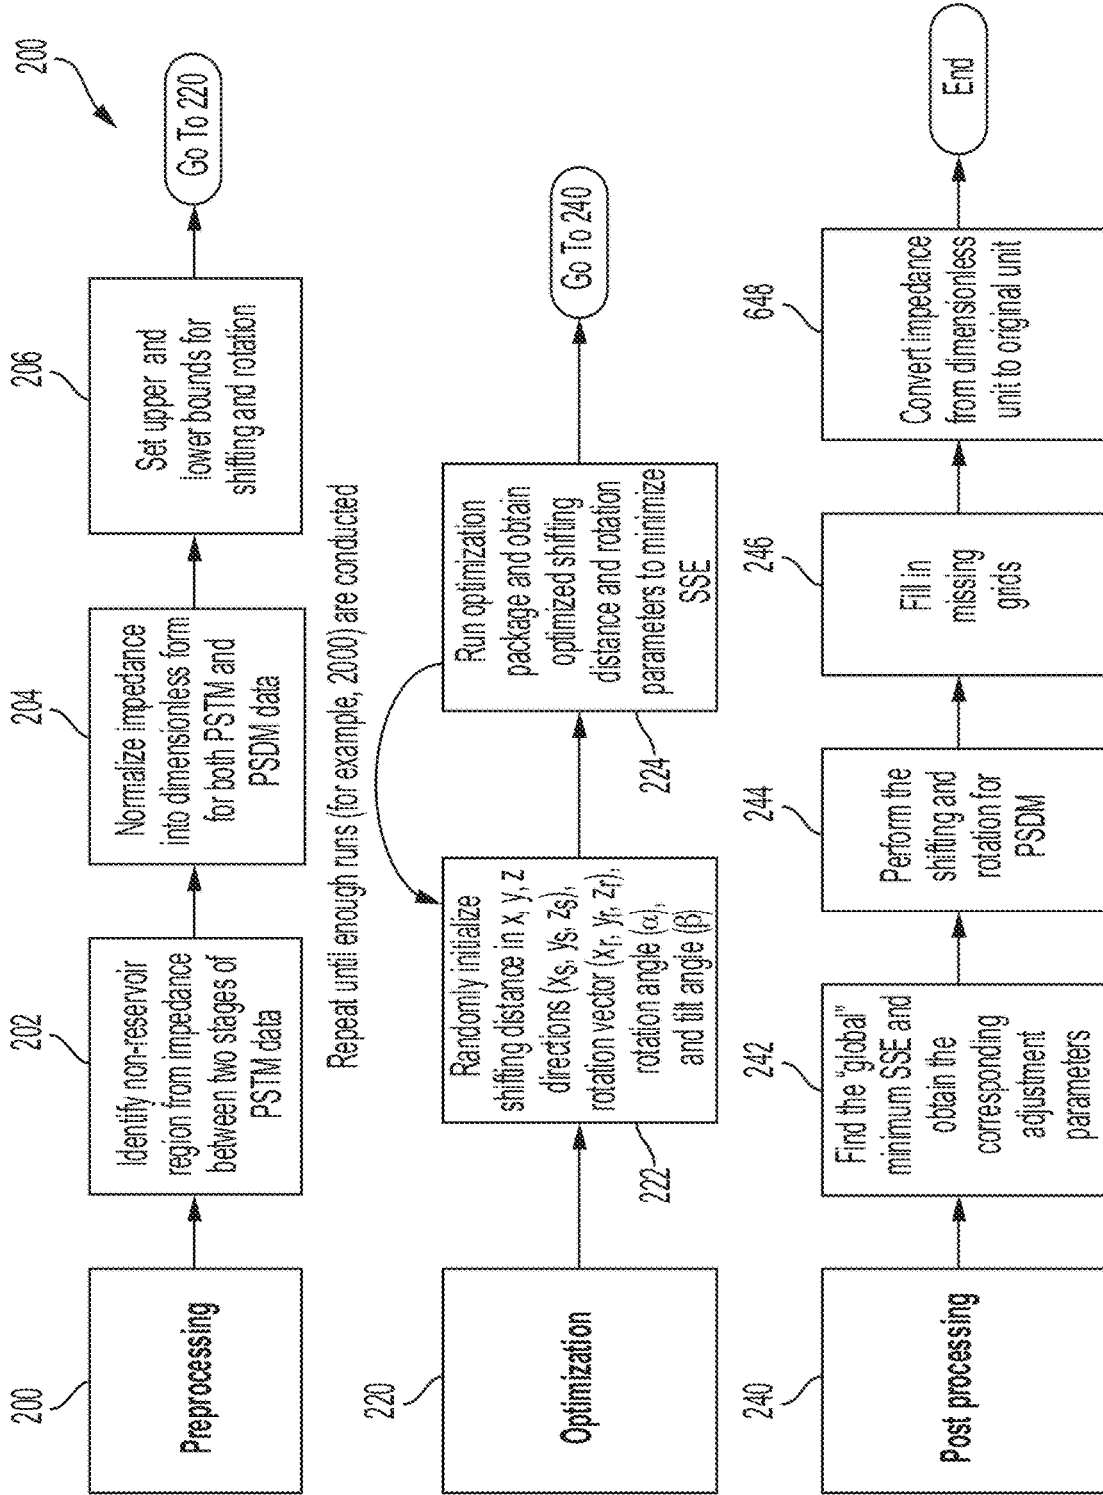 200
200
Preprocessing
202
Identify non-reservoir
region from impedance
between two stages of
PSTM data
204
Normalize impedance
into dimensionless form
for both PSTM and
PSDM data
206
Set upper and
lower bounds for
shifting and rotation
Go To 220
Repeat until enough runs (for example, 2000) are conducted
220
Optimization
222
Randomly initialize
shifting distance in x, y, z
directions (xs, ys, zs),
rotation vector (xr, yr, zr),
rotation angle (α),
and tilt angle (β)
224
Run optimization
package and obtain
optimized shifting
distance and rotation
parameters to minimize
SSE
Go To 240
240
Post processing
242
Find the "global"
minimum SSE and
obtain the
corresponding
adjustment
parameters
244
Perform the
shifting and
rotation for
PSDM
246
Fill in
missing
grids
648
Convert impedance
from dimensionless
unit to original unit
End